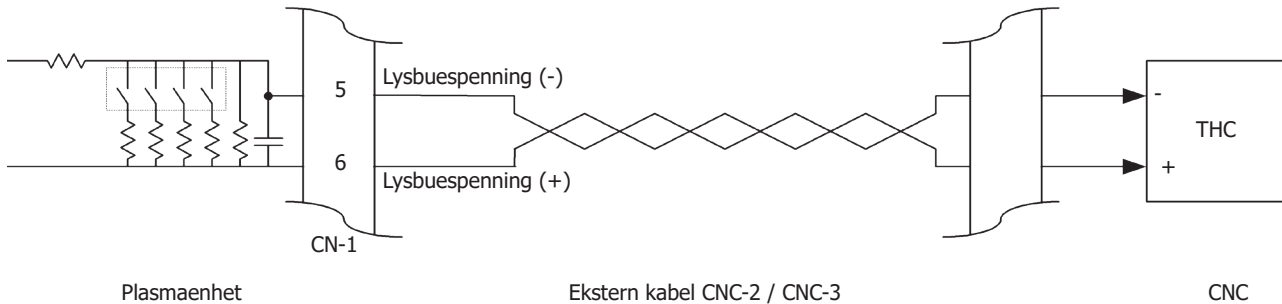 5
Lysbuespenning (-)
-
THC
6
+
Lysbuespenning (+)
CN-1
Plasmaenhet
Ekstern kabel CNC-2 / CNC-3
CNC